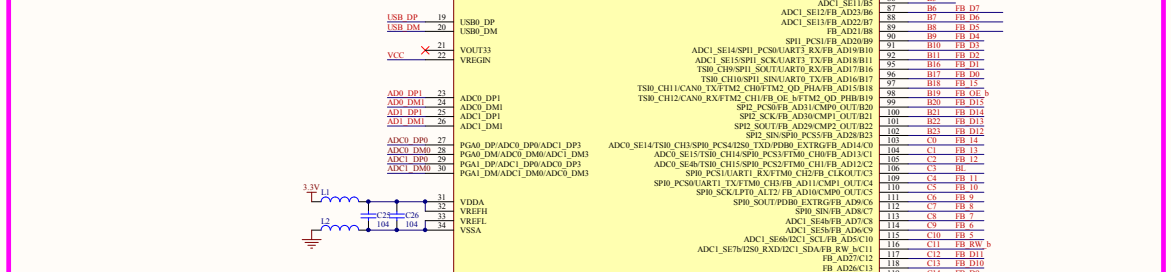 ADC1_SE11/B5
USB_DP 19 USB0_DP
USB_DM 20 USB0_DM
21 VOUT33
VCC 22 VREGIN
AD0_DP1 23 ADC0_DP1
AD0_DM1 24 ADC0_DM1
AD1_DP1 25 ADC1_DP1
AD1_DM1 26 ADC1_DM1
ADC0_DP0 27 PGA0_DP/ADC0_DP0/ADC1_DP3
ADC0_DM0 28 PGA0_DM/ADC0_DM0/ADC1_DM3
ADC1_DP0 29 PGA1_DP/ADC1_DP0/ADC0_DP3
ADC1_DM0 30 PGA1_DM/ADC1_DM0/ADC0_DM3
3.3V L1
31 VDDA
32 VREFH
33 VREFL
34 VSSA
L2
C25 104
C26 104
ADC1_SE12/FB_AD23/B6 87 B6 FB_D7
ADC1_SE13/FB_AD22/B7 88 B7 FB_D6
FB_AD21/B8 89 B8 FB_D5
SPI1_PCS1/FB_AD20/B9 90 B9 FB_D4
ADC1_SE14/SPI1_PCS0/UART3_RX/FB_AD19/B10 91 B10 FB_D3
ADC1_SE15/SPI1_SCK/UART3_TX/FB_AD18/B11 92 B11 FB_D2
TSI0_CH9/SPI1_SOUT/UART0_RX/FB_AD17/B16 95 B16 FB_D1
TSI0_CH10/SPI1_SIN/UART0_TX/FB_AD16/B17 96 B17 FB_D0
TSI0_CH11/CAN0_TX/FTM2_CH0/FTM2_QD_PHA/FB_AD15/B18 97 B18 FB_15
TSI0_CH12/CAN0_RX/FTM2_CH1/FB_OE_b/FTM2_QD_PHB/B19 98 B19 FB_OE_b
SPI2_PCS0/FB_AD31/CMP0_OUT/B20 99 B20 FB_D15
SPI2_SCK/FB_AD30/CMP1_OUT/B21 100 B21 FB_D14
SPI2_SOUT/FB_AD29/CMP2_OUT/B22 101 B22 FB_D13
SPI2_SIN/SPI0_PCS5/FB_AD28/B23 102 B23 FB_D12
ADC0_SE14/TSI0_CH3/SPI0_PCS4/I2S0_TXD/PDB0_EXTRG/FB_AD14/C0 103 C0 FB_14
ADC0_SE15/TSI0_CH14/SPI0_PCS3/FTM0_CH0/FB_AD13/C1 104 C1 FB_13
ADC0_SE4b/TSI0_CH15/SPI0_PCS2/FTM0_CH1/FB_AD12/C2 105 C2 FB_12
SPI0_PCS1/UART1_RX/FTM0_CH2/FB_CLKOUT/C3 106 C3 BL
SPI0_PCS0/UART1_TX/FTM0_CH3/FB_AD11/CMP1_OUT/C4 109 C4 FB_11
SPI0_SCK/LPT0_ALT2/ FB_AD10/CMP0_OUT/C5 110 C5 FB_10
SPI0_SOUT/PDB0_EXTRG/FB_AD9/C6 111 C6 FB_9
SPI0_SIN/FB_AD8/C7 112 C7 FB_8
ADC1_SE4b/FB_AD7/C8 113 C8 FB_7
ADC1_SE5b/FB_AD6/C9 114 C9 FB_6
ADC1_SE6b/I2C1_SCL/FB_AD5/C10 115 C10 FB_5
ADC1_SE7b/I2S0_RXD/I2C1_SDA/FB_RW_b/C11 116 C11 FB_RW_b
FB_AD27/C12 117 C12 FB_D11
FB_AD26/C13 118 C13 FB_D10